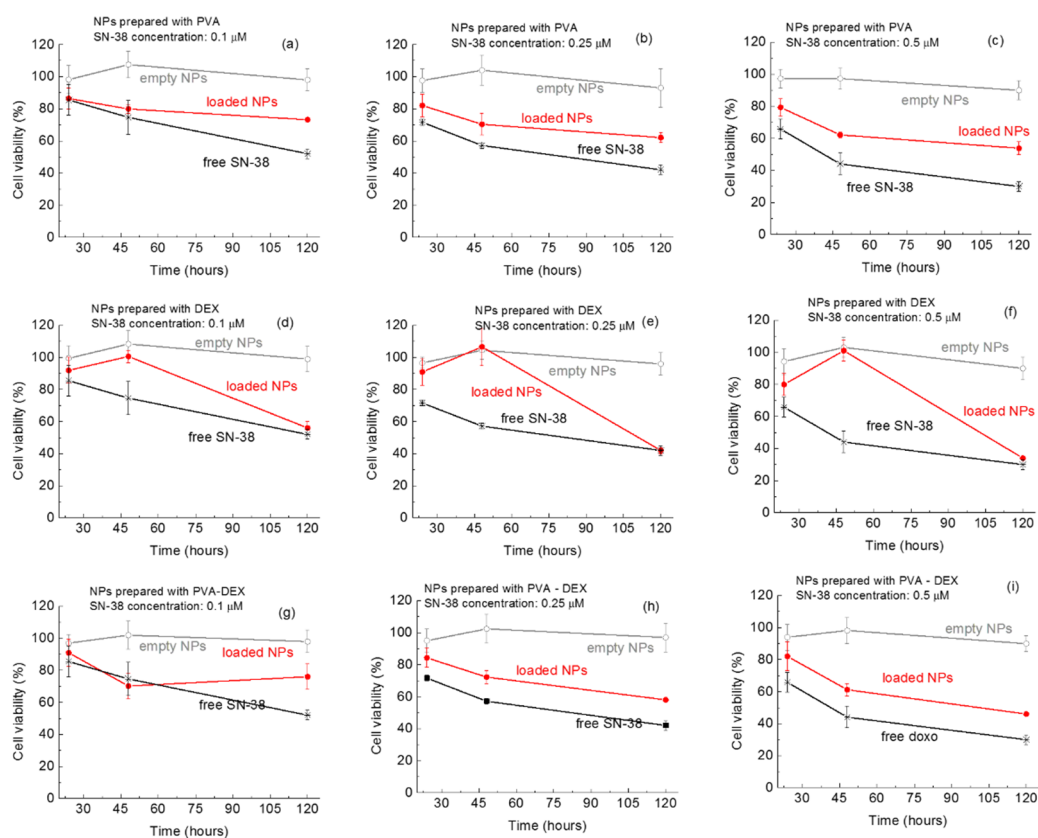 NPs prepared with PVA
SN-38 concentration: 0.1 μM
(a)
120
100
80
60
40
20
0
empty NPs
loaded NPs
free SN-38
Cell viability (%)
30 45 60 75 90 105 120
Time (hours)
NPs prepared with PVA
SN-38 concentration: 0.25 μM
(b)
120
100
80
60
40
20
0
empty NPs
loaded NPs
free SN-38
Cell viability (%)
30 45 60 75 90 105 120
Time (hours)
NPs prepared with PVA
SN-38 concentration: 0.5 μM
(c)
120
100
80
60
40
20
0
empty NPs
loaded NPs
free SN-38
Cell viability (%)
30 45 60 75 90 105 120
Time (hours)
NPs prepared with DEX
SN-38 concentration: 0.1 μM
(d)
120
100
80
60
40
20
0
empty NPs
loaded NPs
free SN-38
Cell viability (%)
30 45 60 75 90 105 120
Time (hours)
NPs prepared with DEX
SN-38 concentration: 0.25 μM
(e)
120
100
80
60
40
20
0
empty NPs
loaded NPs
free SN-38
Cell viability (%)
30 45 60 75 90 105 120
Time (hours)
NPs prepared with DEX
SN-38 concentration: 0.5 μM
(f)
120
100
80
60
40
20
0
empty NPs
loaded NPs
free SN-38
Cell viability (%)
30 45 60 75 90 105 120
Time (hours)
NPs prepared with PVA-DEX
SN-38 concentration: 0.1 μM
(g)
120
100
80
60
40
20
0
empty NPs
loaded NPs
free SN-38
Cell viability (%)
30 45 60 75 90 105 120
Time (hours)
NPs prepared with PVA - DEX
SN-38 concentration: 0.25 μM
(h)
120
100
80
60
40
20
0
empty NPs
loaded NPs
free SN-38
Cell viability (%)
30 45 60 75 90 105 120
Time (hours)
NPs prepared with PVA - DEX
SN-38 concentration: 0.5 μM
(i)
120
100
80
60
40
20
0
empty NPs
loaded NPs
free doxo
Cell viability (%)
30 45 60 75 90 105 120
Time (hours)